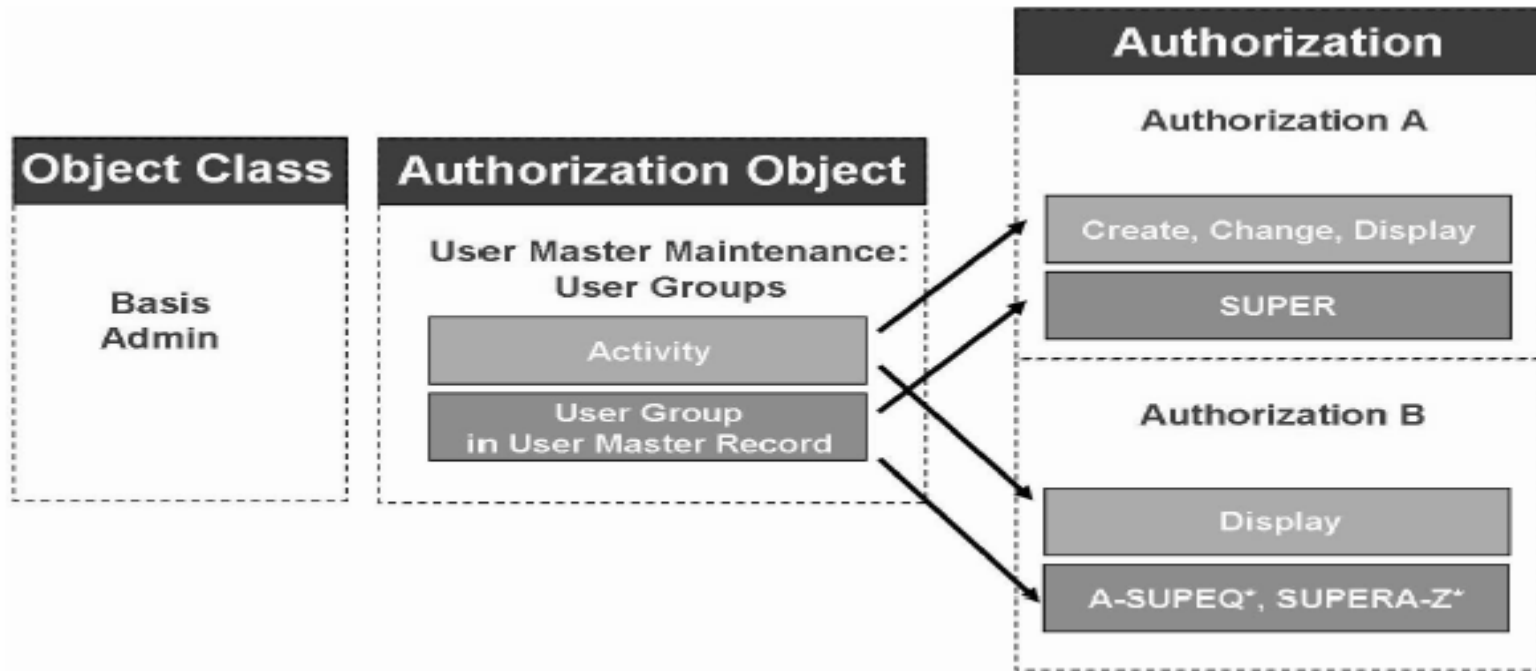 Object Class
Basis
Admin
Authorization Object
User Master Maintenance:
User Groups
Activity
User Group
in User Master Record
Authorization
Authorization A
Create, Change, Display
SUPER
Authorization B
Display
A-SUPEQ*, SUPERA-Z*